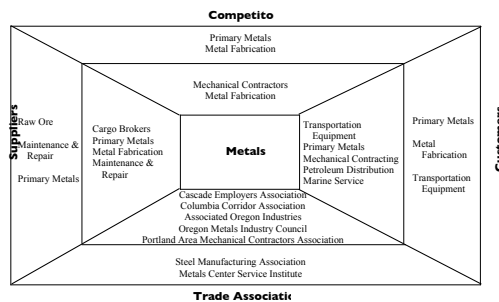 Competito
Primary Metals
Metal Fabrication
Mechanical Contractors
Metal Fabrication
Suppliers
Raw Ore
Maintenance &
Repair
Primary Metals
Cargo Brokers
Primary Metals
Metal Fabrication
Maintenance &
Repair
Metals
Transportation
Equipment
Primary Metals
Mechanical Contracting
Petroleum Distribution
Marine Service
Primary Metals
Metal
Fabrication
Transportation
Equipment
Customers
Cascade Employers Association
Columbia Corridor Association
Associated Oregon Industries
Oregon Metals Industry Council
Portland Area Mechanical Contractors Association
Steel Manufacturing Association
Metals Center Service Institute
Trade Associatio